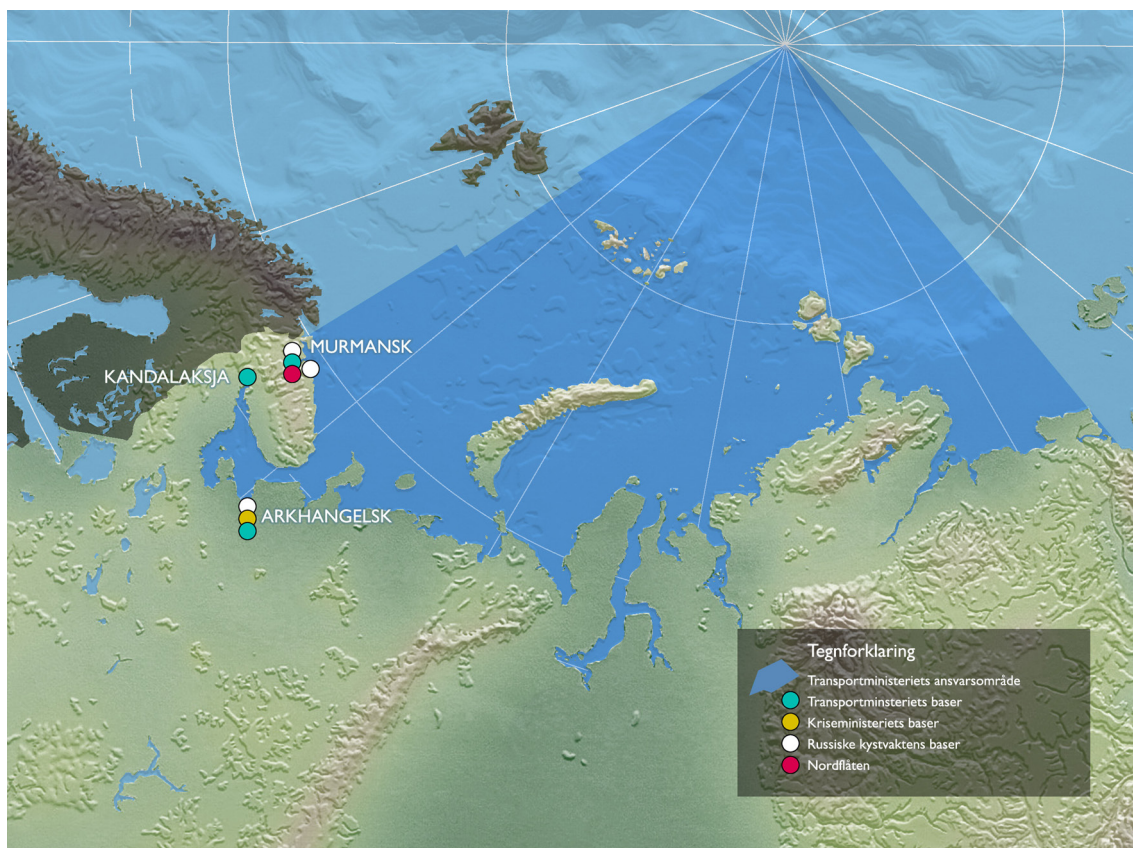 MURMANSK
KANDALAKSJA
ARKHANGELSK
Tegnforklaring
Transportministeriets ansvarsområde
Transportminsteriets baser
Kriseministeriets baser
Russiske kystvaktens baser
Nordflåten